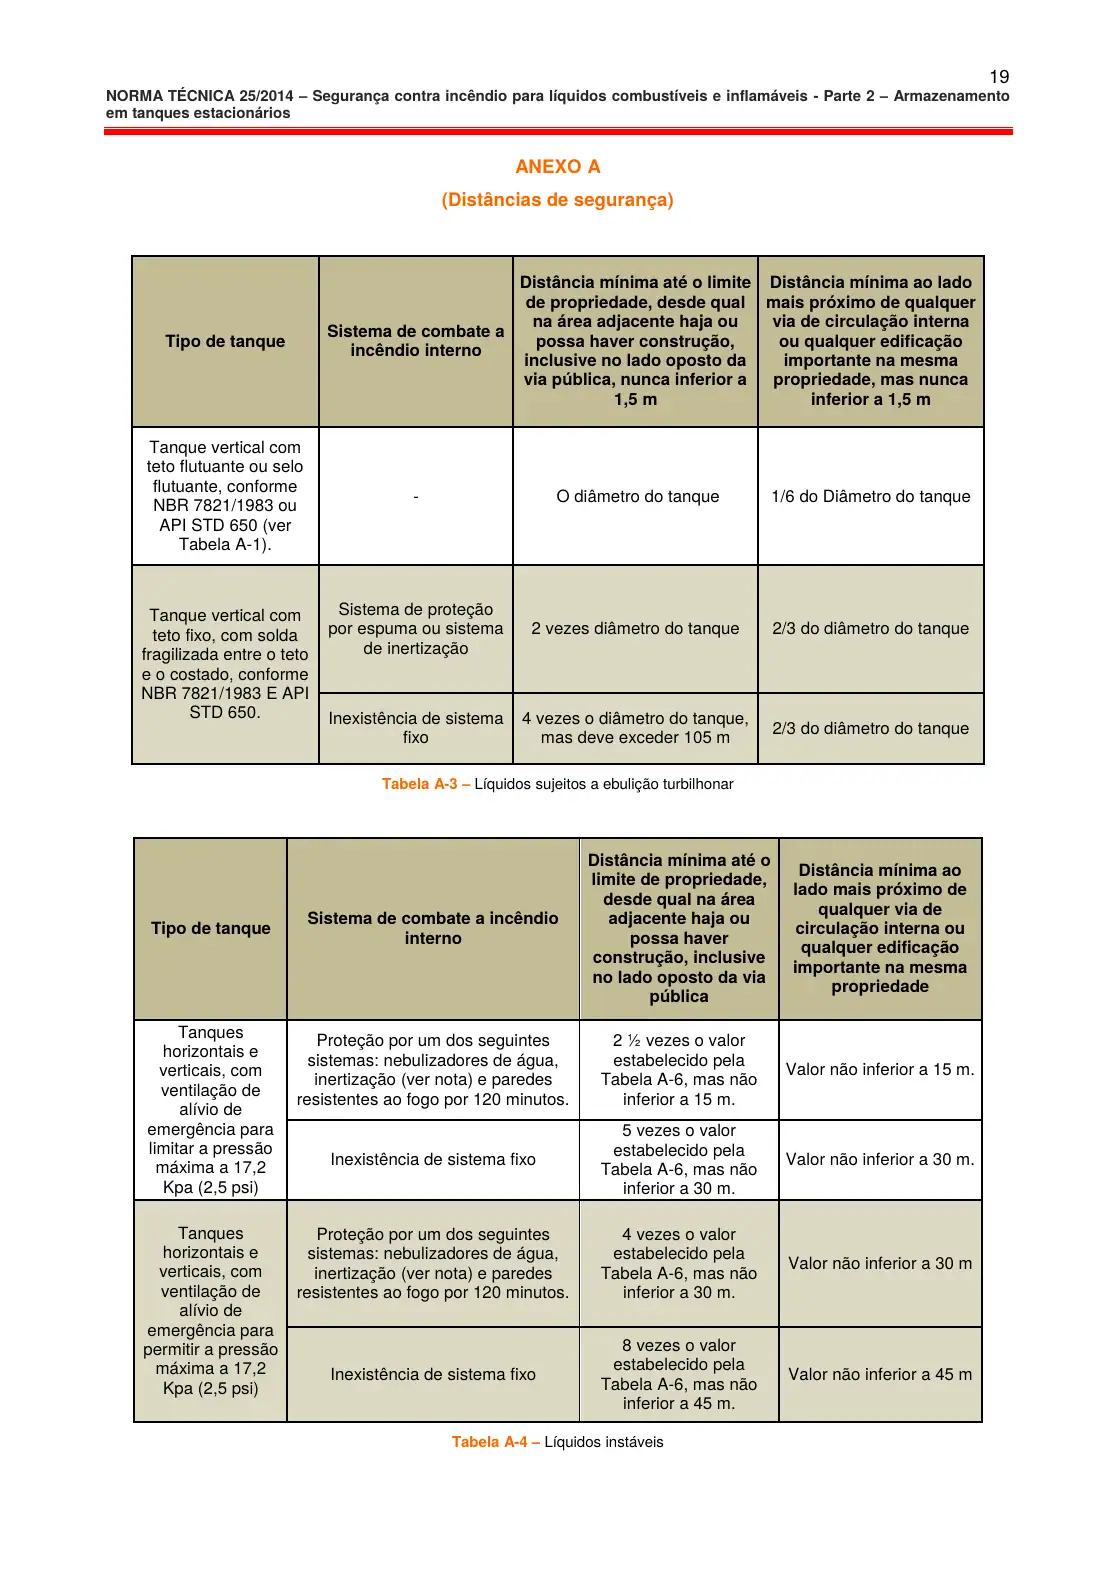 19
NORMA TÉCNICA 25/2014 – Segurança contra incêndio para líquidos combustíveis e inflamáveis - Parte 2 – Armazenamento
em tanques estacionários
ANEXO A
(Distâncias de segurança)
Tipo de tanque
Sistema de combate a
incêndio interno
Distância mínima até o limite
de propriedade, desde qual
na área adjacente haja ou
possa haver construção,
inclusive no lado oposto da
via pública, nunca inferior a
1,5 m
Distância mínima ao lado
mais próximo de qualquer
via de circulação interna
ou qualquer edificação
importante na mesma
propriedade, mas nunca
inferior a 1,5 m
Tanque vertical com
teto flutuante ou selo
flutuante, conforme
NBR 7821/1983 ou
API STD 650 (ver
Tabela A-1).
-
O diâmetro do tanque
1/6 do Diâmetro do tanque
Tanque vertical com
teto fixo, com solda
fragilizada entre o teto
e o costado, conforme
NBR 7821/1983 E API
STD 650.
Sistema de proteção
por espuma ou sistema
de inertização
2 vezes diâmetro do tanque
2/3 do diâmetro do tanque
Inexistência de sistema
fixo
4 vezes o diâmetro do tanque,
mas deve exceder 105 m
2/3 do diâmetro do tanque
Tabela A-3 – Líquidos sujeitos a ebulição turbilhonar
Tipo de tanque
Sistema de combate a incêndio
interno
Distância mínima até o
limite de propriedade,
desde qual na área
adjacente haja ou
possa haver
construção, inclusive
no lado oposto da via
pública
Distância mínima ao
lado mais próximo de
qualquer via de
circulação interna ou
qualquer edificação
importante na mesma
propriedade
Tanques
horizontais e
verticais, com
ventilação de
alívio de
emergência para
limitar a pressão
máxima a 17,2
Kpa (2,5 psi)
Proteção por um dos seguintes
sistemas: nebulizadores de água,
inertização (ver nota) e paredes
resistentes ao fogo por 120 minutos.
2 ½ vezes o valor
estabelecido pela
Tabela A-6, mas não
inferior a 15 m.
Valor não inferior a 15 m.
Inexistência de sistema fixo
5 vezes o valor
estabelecido pela
Tabela A-6, mas não
inferior a 30 m.
Valor não inferior a 30 m.
Tanques
horizontais e
verticais, com
ventilação de
alívio de
emergência para
permitir a pressão
máxima a 17,2
Kpa (2,5 psi)
Proteção por um dos seguintes
sistemas: nebulizadores de água,
inertização (ver nota) e paredes
resistentes ao fogo por 120 minutos.
4 vezes o valor
estabelecido pela
Tabela A-6, mas não
inferior a 30 m.
Valor não inferior a 30 m
Inexistência de sistema fixo
8 vezes o valor
estabelecido pela
Tabela A-6, mas não
inferior a 45 m.
Valor não inferior a 45 m
Tabela A-4 – Líquidos instáveis